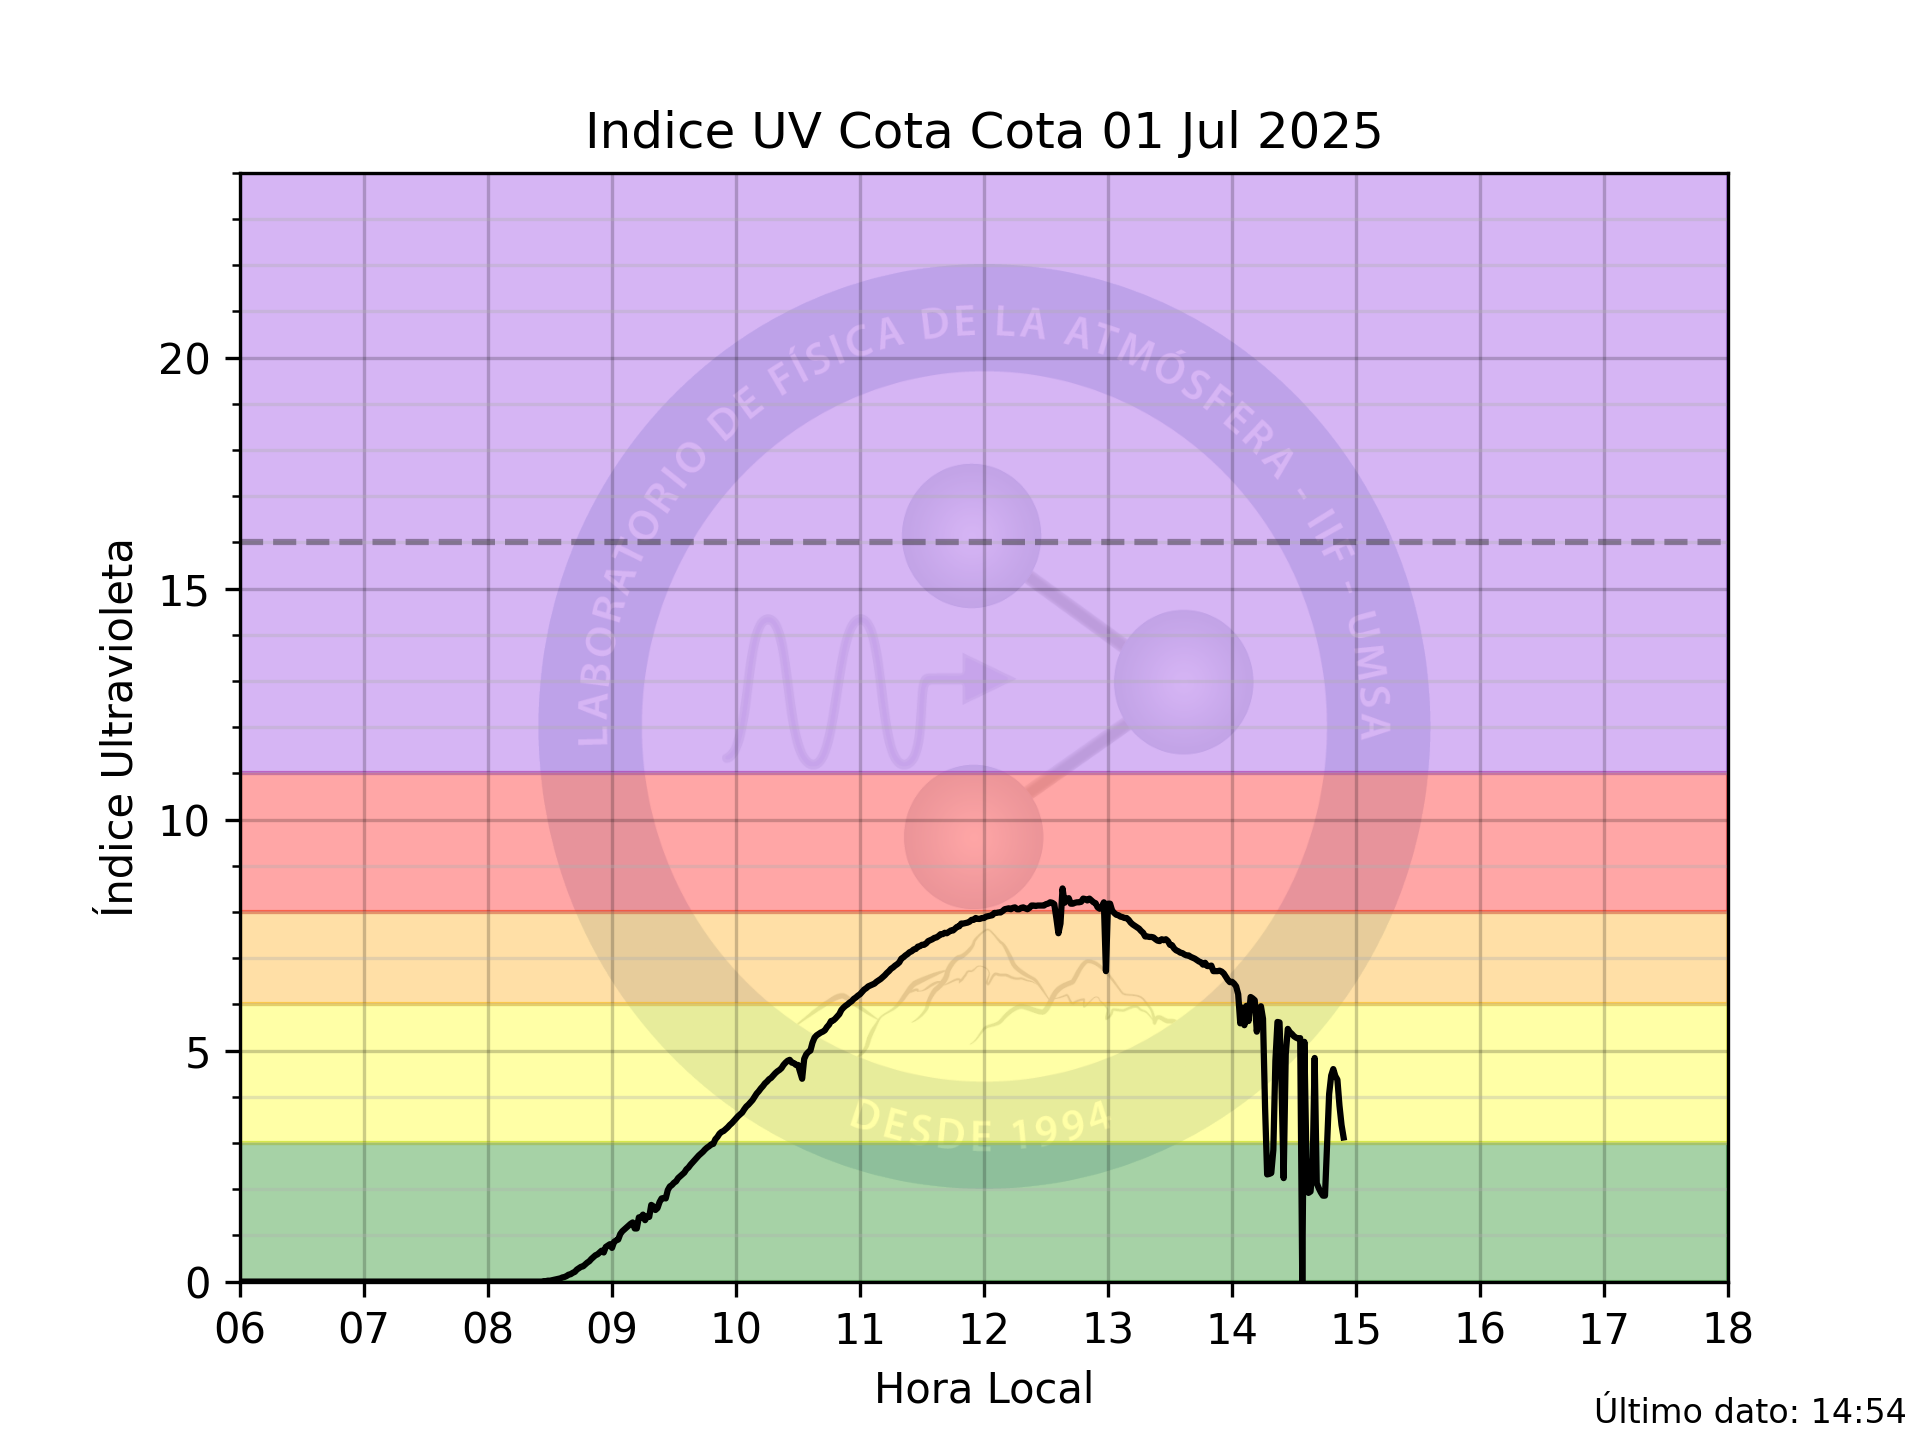 Indice UV Cota Cota 01 Jul 2025
Índice Ultravioleta
20
15
10
5
0
LABORATORIO DE FÍSICA DE LA ATMÓSFERA - IIF - UMSA
DESDE 1994
06 07 08 09 10 11 12 13 14 15 16 17 18
Hora Local
Último dato: 14:54